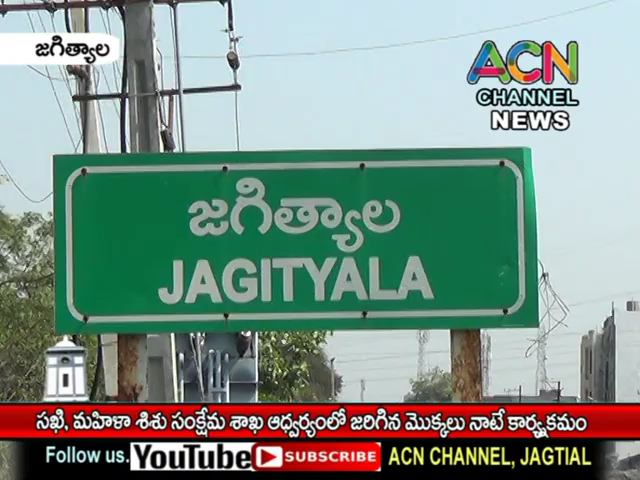 జగిత్యాల
ACN
CHANNEL
NEWS
జగిత్యాల
JAGITYALA
సఖి, మహిళా శిశు సంక్షేమ శాఖ ఆధ్వర్యంలో జరిగిన మొక్కలు నాటే కార్యక్రమం
Follow us. YouTube SUBSCRIBE ACN CHANNEL, JAGTIAL